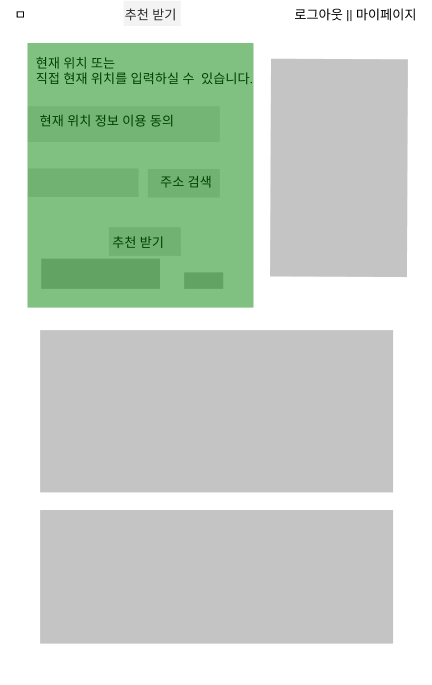 추천 받기
로그아웃 || 마이페이지
현재 위치 또는
직접 현재 위치를 입력하실 수 있습니다.
현재 위치 정보 이용 동의
주소 검색
추천 받기